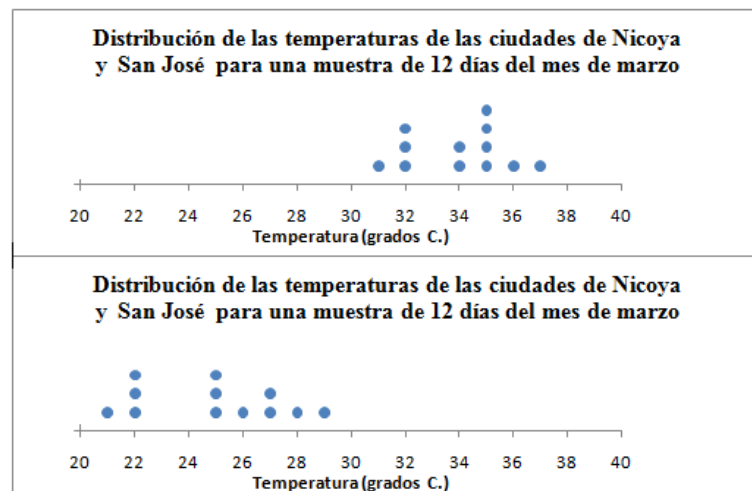 Distribución de las temperaturas de las ciudades de Nicoya
y San José para una muestra de 12 días del mes de marzo
20 22 24 26 28 30 32 34 36 38 40
Temperatura (grados C.)
Distribución de las temperaturas de las ciudades de Nicoya
y San José para una muestra de 12 días del mes de marzo
20 22 24 26 28 30 32 34 36 38 40
Temperatura (grados C.)